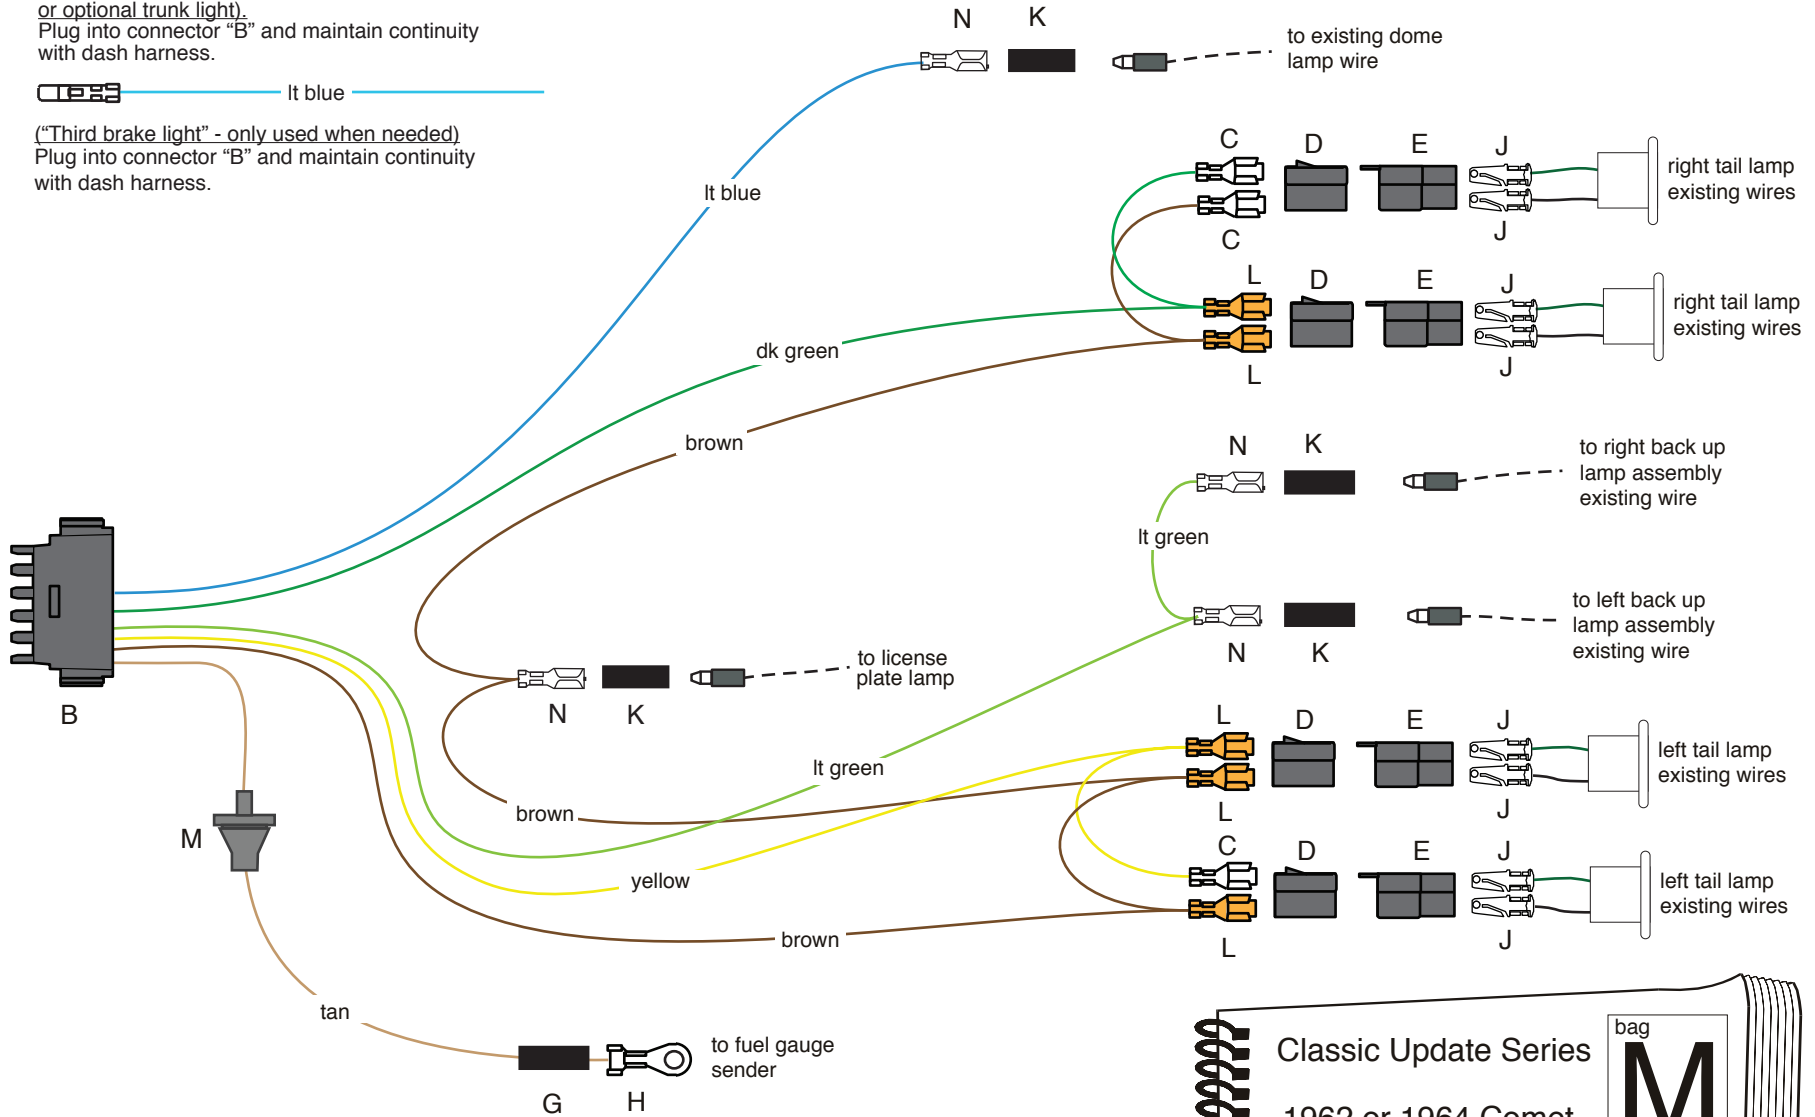 or optional trunk light).
Plug into connector “B” and maintain continuity
with dash harness.
lt blue
(“Third brake light” - only used when needed)
Plug into connector “B” and maintain continuity
with dash harness.
N K
to existing dome
lamp wire
lt blue
C D E J
right tail lamp
existing wires
C J
L D E J
right tail lamp
existing wires
L J
dk green
brown
N K
to right back up
lamp assembly
existing wire
lt green
to left back up
lamp assembly
existing wire
N K
B
to license
plate lamp
N K
L D E J
left tail lamp
existing wires
L J
lt green
brown
M
C D E J
left tail lamp
existing wires
L J
yellow
brown
tan
to fuel gauge
sender
G H
Classic Update Series
bag
M
1962 or 1964 Comet